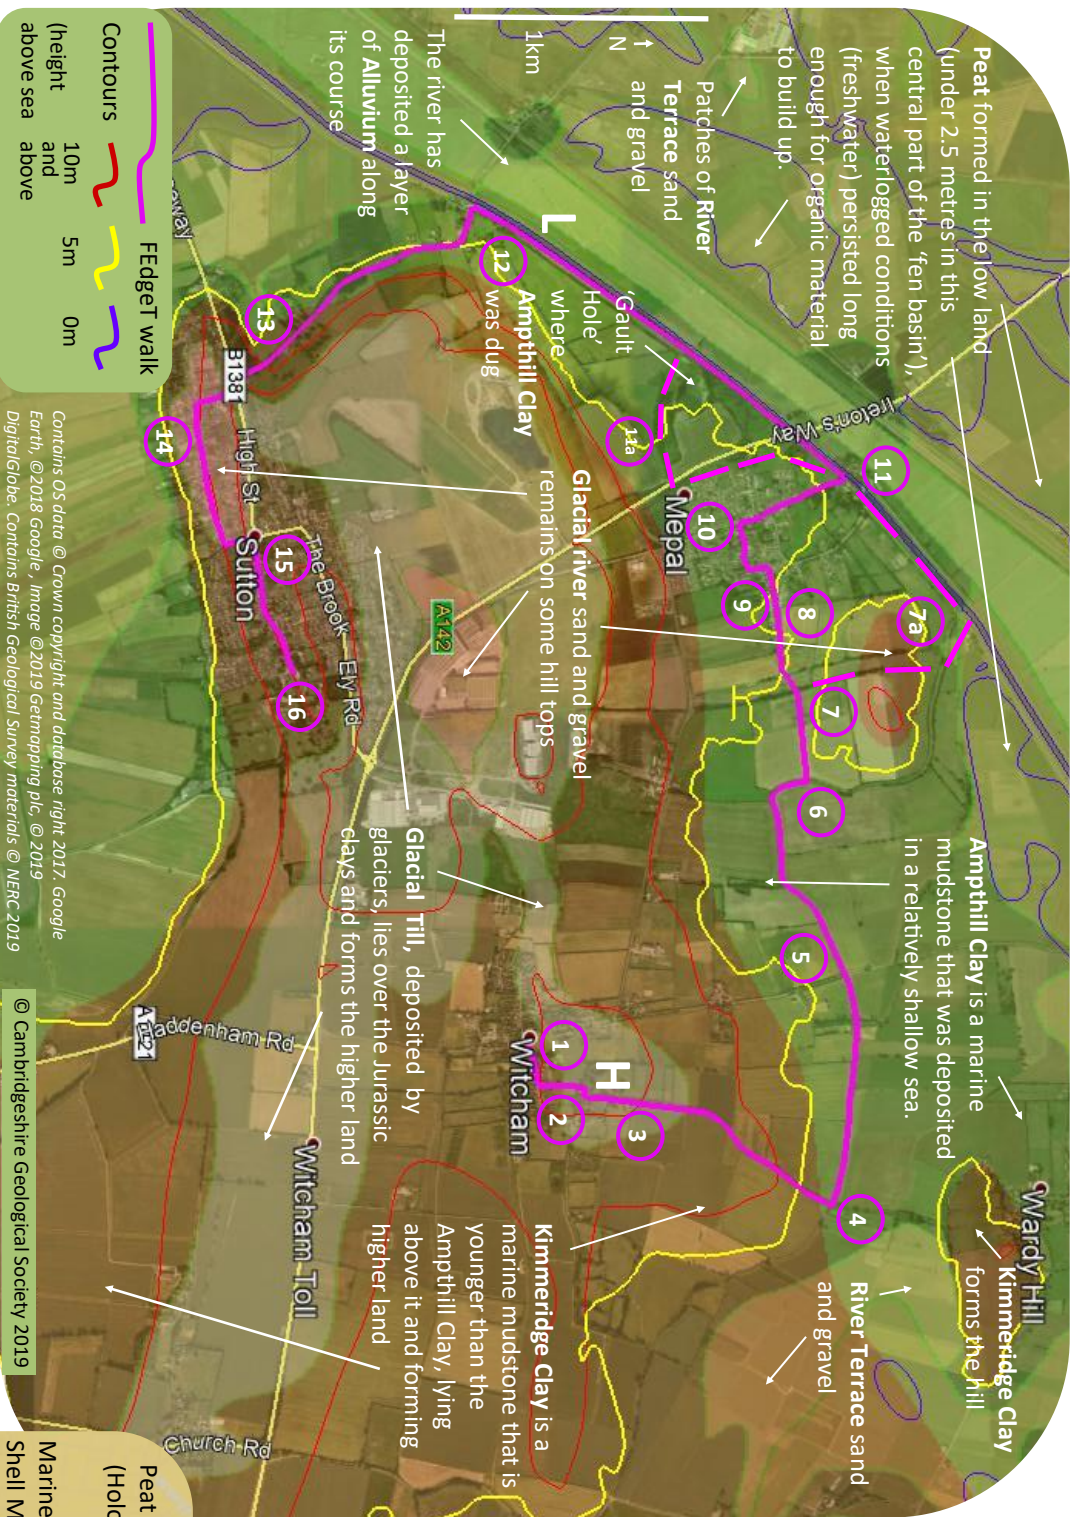 Peat formed in the low land
(under 2.5 metres in this
central part of the 'fen basin'),
when waterlogged conditions
(freshwater) persisted long
enough for organic material
to build up.
Patches of River
Terrace sand
and gravel
N
1km
The river has
deposited a layer
of Alluvium along
its course
L
'Gault
Hole'
where
Ampthill Clay
was dug
Ireton's Way
Mepal
Glacial river sand and gravel
remains on some hill tops
Ampthill Clay is a marine
mudstone that was deposited
in a relatively shallow sea.
Wardy Hill
Kimmeridge Clay
forms the hill
River Terrace sand
and gravel
Kimmeridge Clay is a
marine mudstone that is
younger than the
Ampthill Clay, lying
above it and forming
higher land
Glacial Till, deposited by
glaciers, lies over the Jurassic
clays and forms the higher land
H
Witcham
Witcham Toll
Church Rd
A142
B1381
High St
Sutton
The Brook
Ely Rd
addenham Rd
1
2
3
4
5
6
7
7a
8
9
10
11
11a
12
13
14
15
16
FEdgeT walk
Contours
(height
above sea
10m
and
above
5m
0m
Contains OS data © Crown copyright and database right 2017. Google
Earth, ©2018 Google, Image ©2019 Getmapping plc, © 2019
DigitalGlobe. Contains British Geological Survey materials © NERC 2019
© Cambridgeshire Geological Society 2019
Peat
(Holo
Marine
Shell M